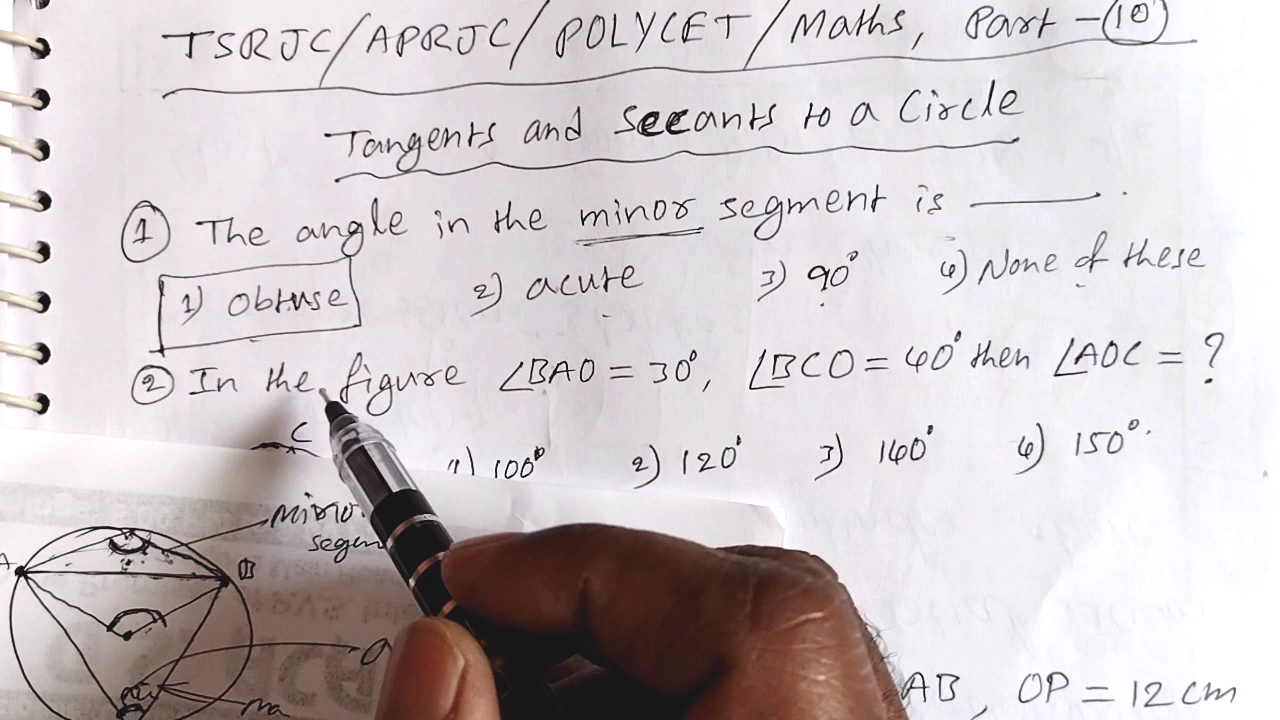 TSRJC/APRJC/POLYCET/Maths, Part-10
Tangents and Secants to a Circle
① The angle in the minor segment is ———.
1) obtuse 2) acute 3) 90° 4) None of these
② In the figure ∠BAO = 30°, ∠BCO = 40° then ∠AOC = ?
C 1) 100° 2) 120° 3) 140° 4) 150°.
A B
AB, OP = 12 cm